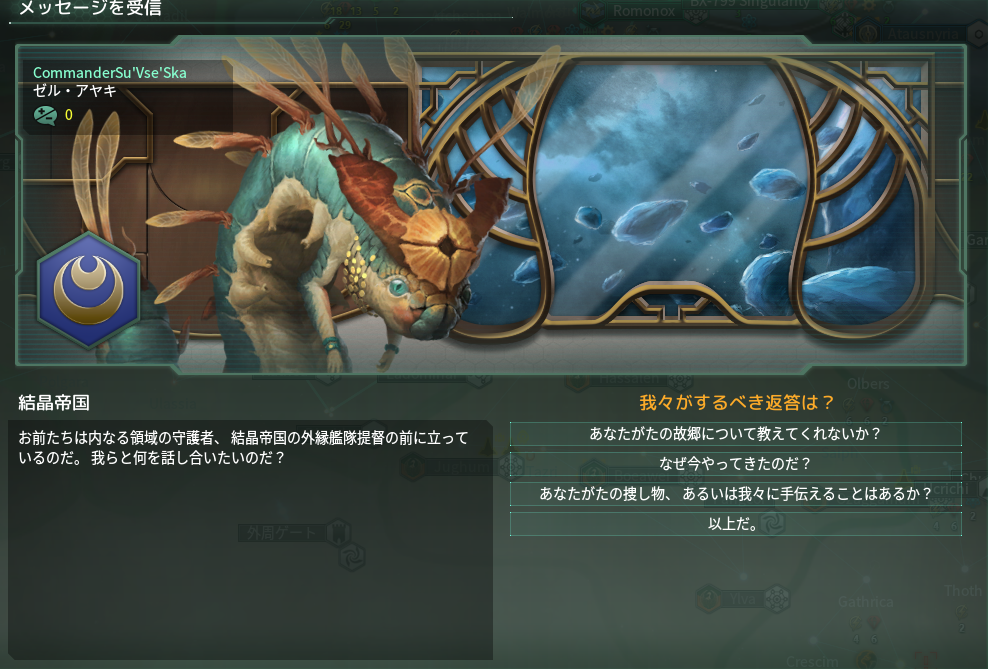 メッセージを受信
Romonox
BX-799 Singularity
Atausnyna
CommanderSu'Vse'Ska
ゼル・アヤキ
0
結晶帝国
お前たちは内なる領域の守護者、結晶帝国の外縁艦隊提督の前に立って
いるのだ。我らと何を話し合いたいのだ？
我々がするべき返答は？
あなたがたの故郷について教えてくれないか？
なぜ今やってきたのだ？
あなたがたの捜し物、あるいは我々に手伝えることはあるか？
以上だ。
Olbers
外周ゲート
Gathrica
Thoth
Crescim